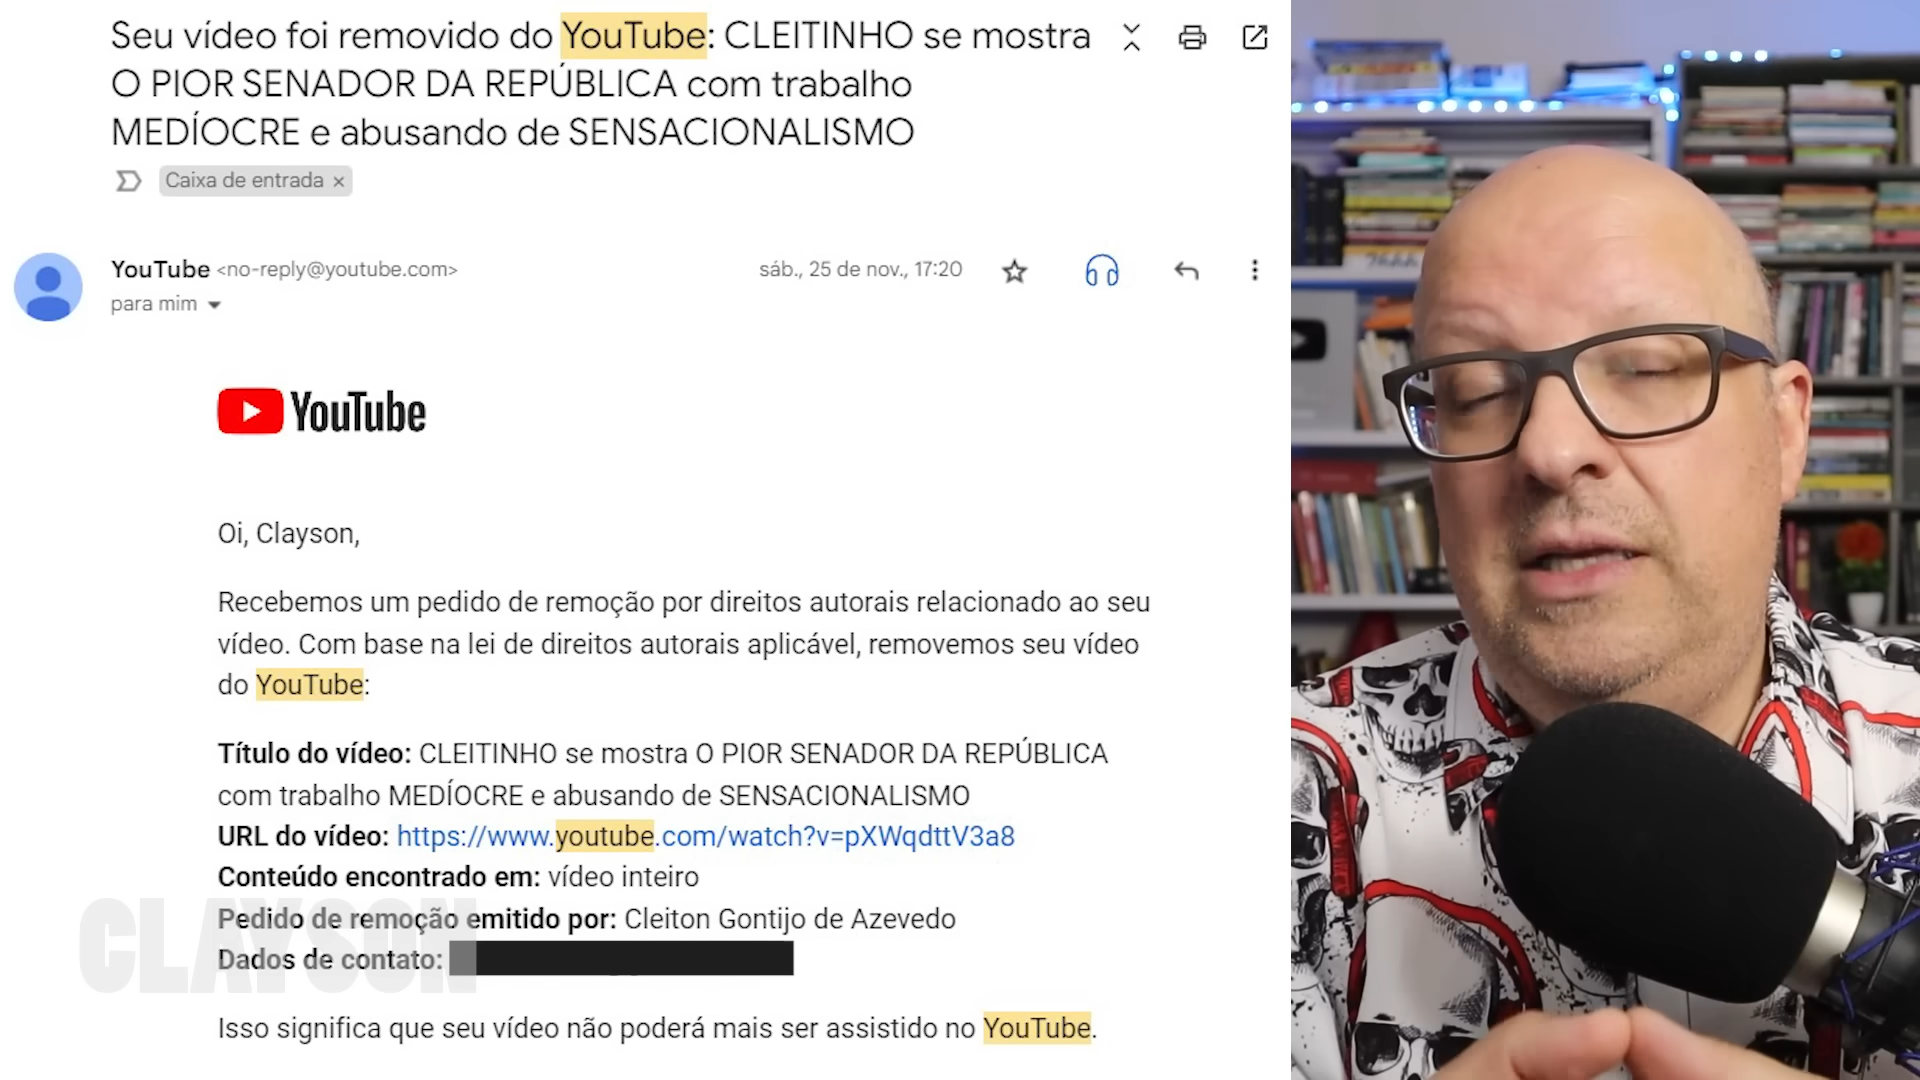 Seu vídeo foi removido do YouTube: CLEITINHO se mostra
O PIOR SENADOR DA REPÚBLICA com trabalho
MEDÍOCRE e abusando de SENSACIONALISMO
Caixa de entrada ×
YouTube <no-reply@youtube.com>
sáb., 25 de nov., 17:20
para mim
YouTube
Oi, Clayson,
Recebemos um pedido de remoção por direitos autorais relacionado ao seu
vídeo. Com base na lei de direitos autorais aplicável, removemos seu vídeo
do YouTube:
Título do vídeo: CLEITINHO se mostra O PIOR SENADOR DA REPÚBLICA
com trabalho MEDÍOCRE e abusando de SENSACIONALISMO
URL do vídeo: https://www.youtube.com/watch?v=pXWqdttV3a8
Conteúdo encontrado em: vídeo inteiro
Pedido de remoção emitido por: Cleiton Gontijo de Azevedo
Dados de contato:
CLAYSON
Isso significa que seu vídeo não poderá mais ser assistido no YouTube.